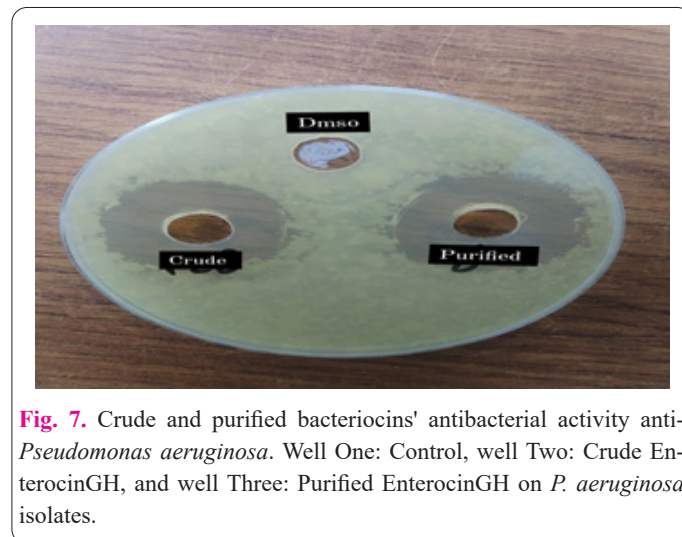 Dmso
Crude
Purified
Fig. 7. Crude and purified bacteriocins' antibacterial activity anti-
Pseudomonas aeruginosa. Well One: Control, well Two: Crude En-
terocinGH, and well Three: Purified EnterocinGH on P. aeruginosa
isolates.